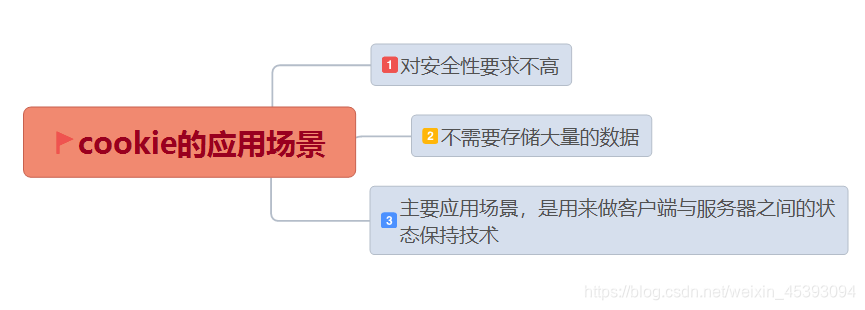 1 对安全性要求不高
cookie的应用场景
2 不需要存储大量的数据
3 主要应用场景，是用来做客户端与服务器之间的状
态保持技术
https://blog.csdn.net/weixin_45393094